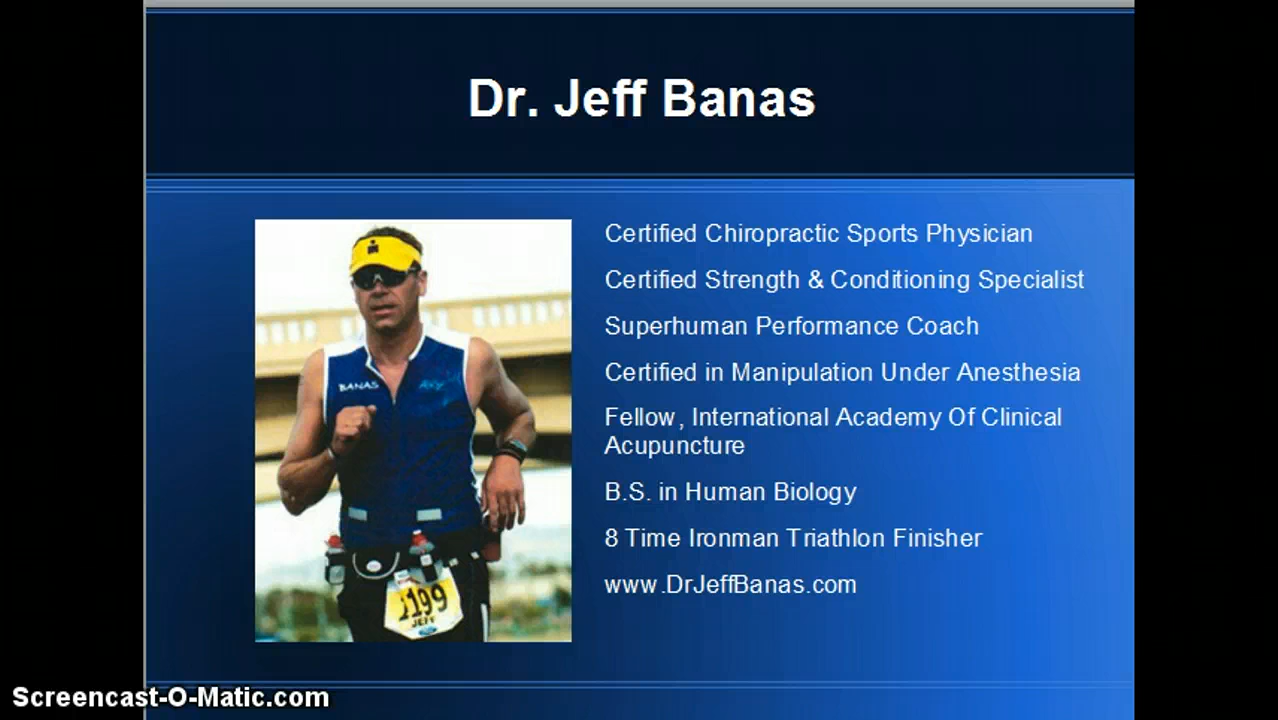 Dr. Jeff Banas
Certified Chiropractic Sports Physician
Certified Strength & Conditioning Specialist
Superhuman Performance Coach
Certified in Manipulation Under Anesthesia
Fellow, International Academy Of Clinical
Acupuncture
B.S. in Human Biology
8 Time Ironman Triathlon Finisher
www.DrJeffBanas.com
BANAS
1199
JEFF
Screencast-O-Matic.com